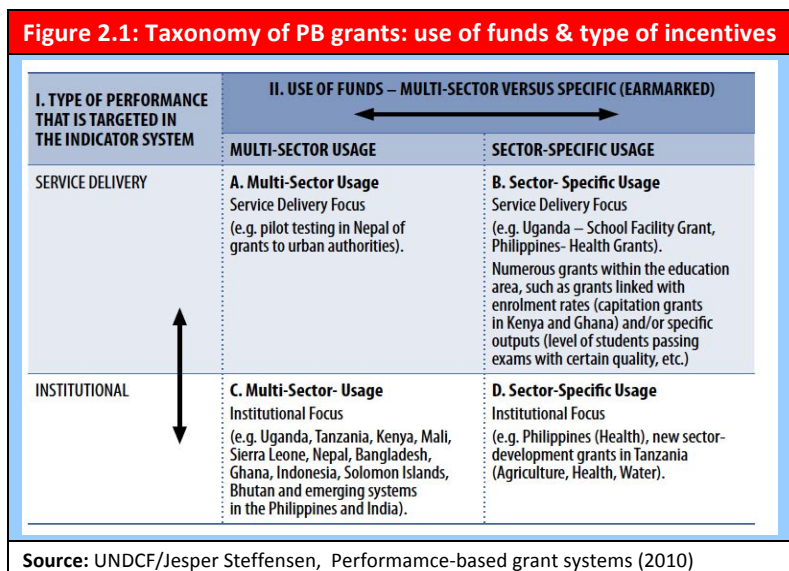 Figure 2.1: Taxonomy of PB grants: use of funds & type of incentives
I. TYPE OF PERFORMANCE
THAT IS TARGETED IN
THE INDICATOR SYSTEM
II. USE OF FUNDS – MULTI-SECTOR VERSUS SPECIFIC (EARMARKED)
MULTI-SECTOR USAGE
SECTOR-SPECIFIC USAGE
SERVICE DELIVERY
A. Multi-Sector Usage
Service Delivery Focus
(e.g. pilot testing in Nepal of
grants to urban authorities).
B. Sector- Specific Usage
Service Delivery Focus
(e.g. Uganda – School Facility Grant,
Philippines- Health Grants).
Numerous grants within the education
area, such as grants linked with
enrolment rates (capitation grants
in Kenya and Ghana) and/or specific
outputs (level of students passing
exams with certain quality, etc.)
INSTITUTIONAL
C. Multi-Sector- Usage
Institutional Focus
(e.g. Uganda, Tanzania, Kenya, Mali,
Sierra Leone, Nepal, Bangladesh,
Ghana, Indonesia, Solomon Islands,
Bhutan and emerging systems
in the Philippines and India).
D. Sector-Specific Usage
Institutional Focus
(e.g. Philippines (Health), new sector-
development grants in Tanzania
(Agriculture, Health, Water).
Source: UNDCF/Jesper Steffensen, Performamce-based grant systems (2010)